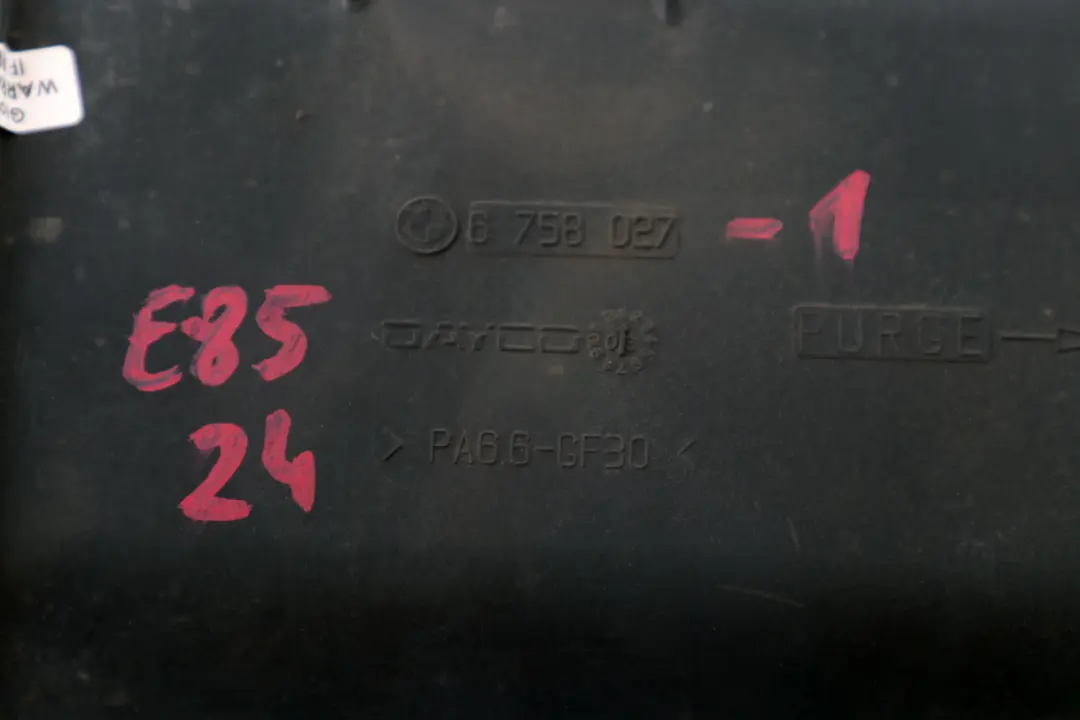 6 758 027
-1
E85
DAYCO
PURGE
> PA6.6-GF30 <
24